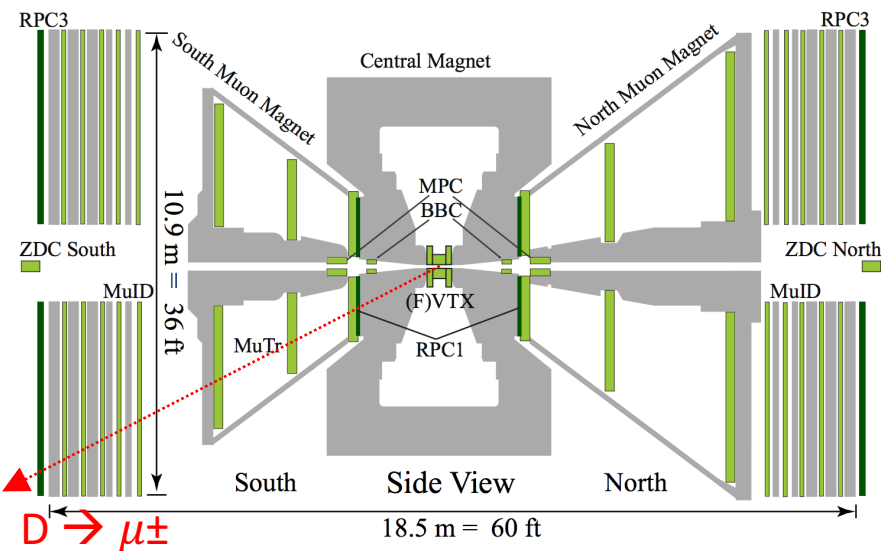 RPC3
RPC3
South Muon Magnet
Central Magnet
North Muon Magnet
MPC
BBC
10.9 m = 36 ft
ZDC South
ZDC North
MuID
(F)VTX
MuID
MuTr
RPC1
South
Side View
North
D → μ±
18.5 m = 60 ft